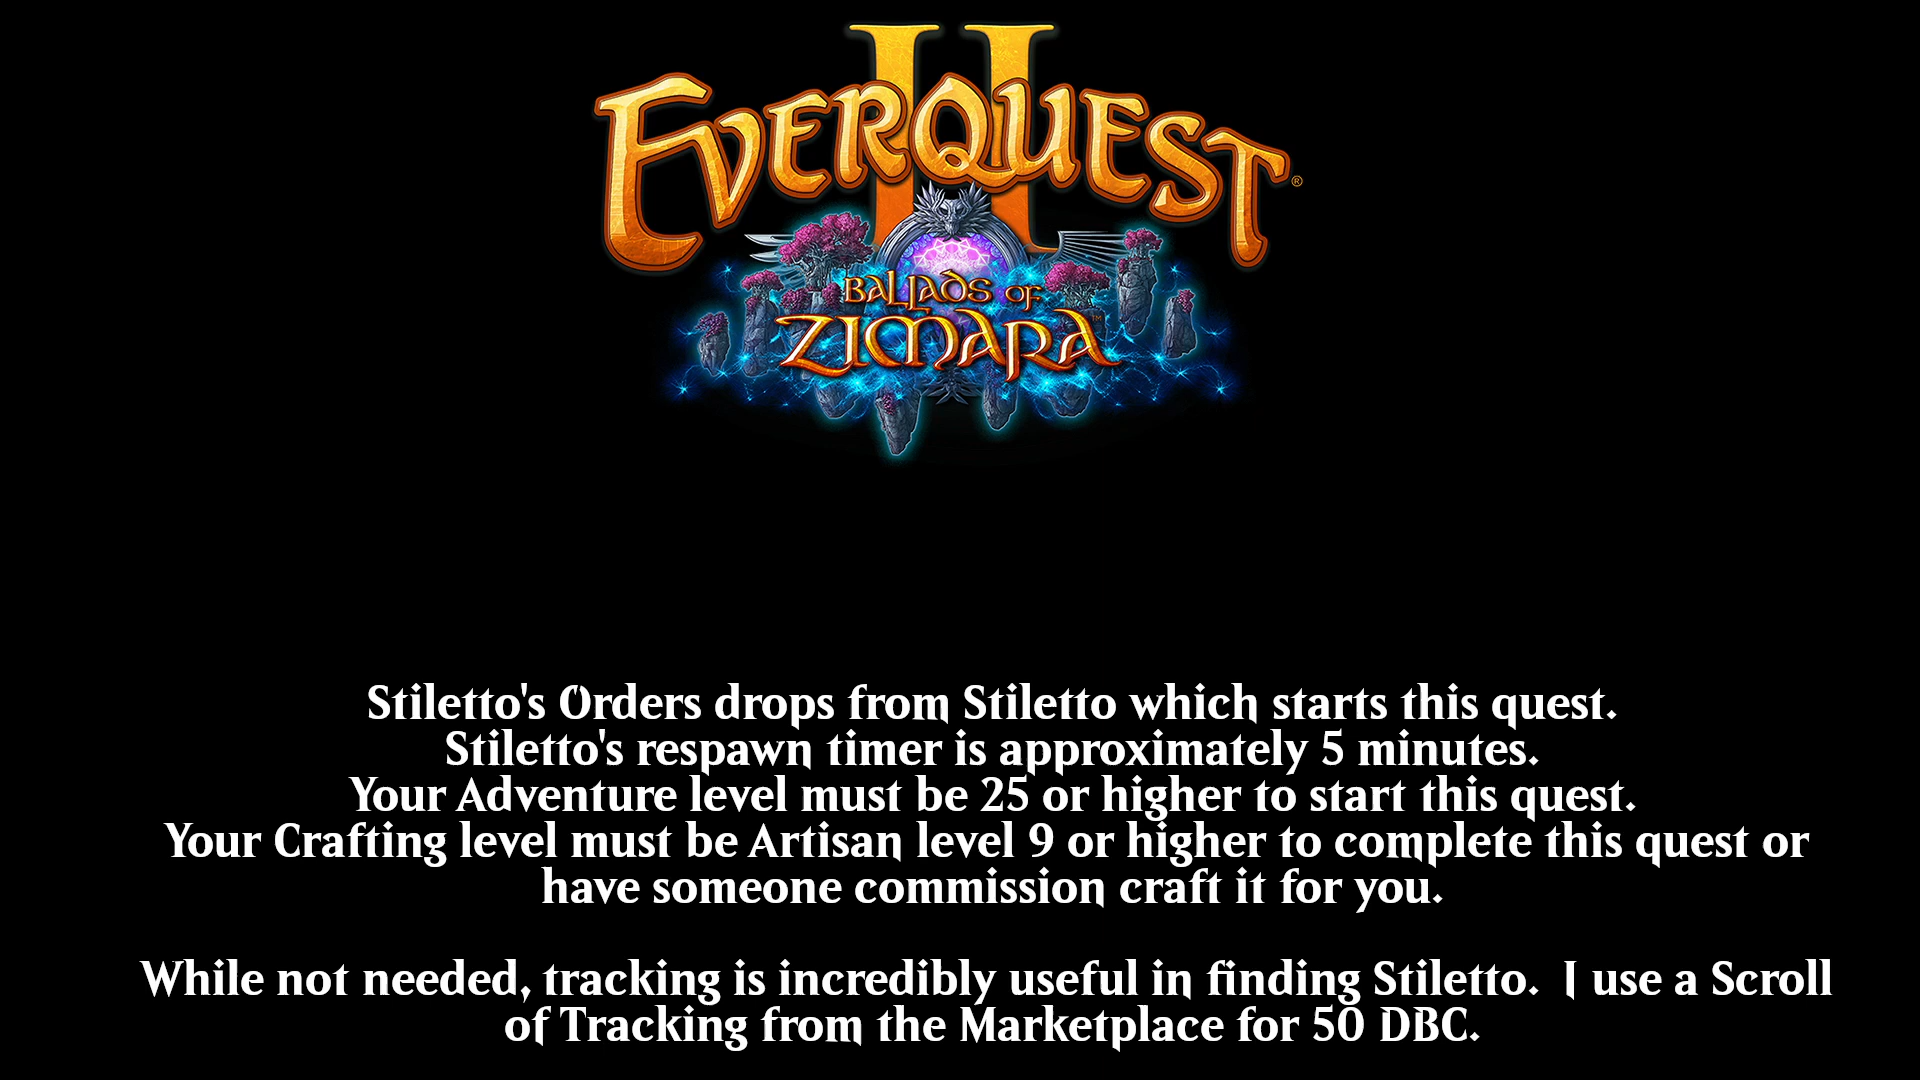 II
EVERQUEST®
BALLADS OF
ZIMARA™
Stiletto's Orders drops from Stiletto which starts this quest.
Stiletto's respawn timer is approximately 5 minutes.
Your Adventure level must be 25 or higher to start this quest.
Your Crafting level must be Artisan level 9 or higher to complete this quest or
have someone commission craft it for you.
While not needed, tracking is incredibly useful in finding Stiletto.  I use a Scroll
of Tracking from the Marketplace for 50 DBC.